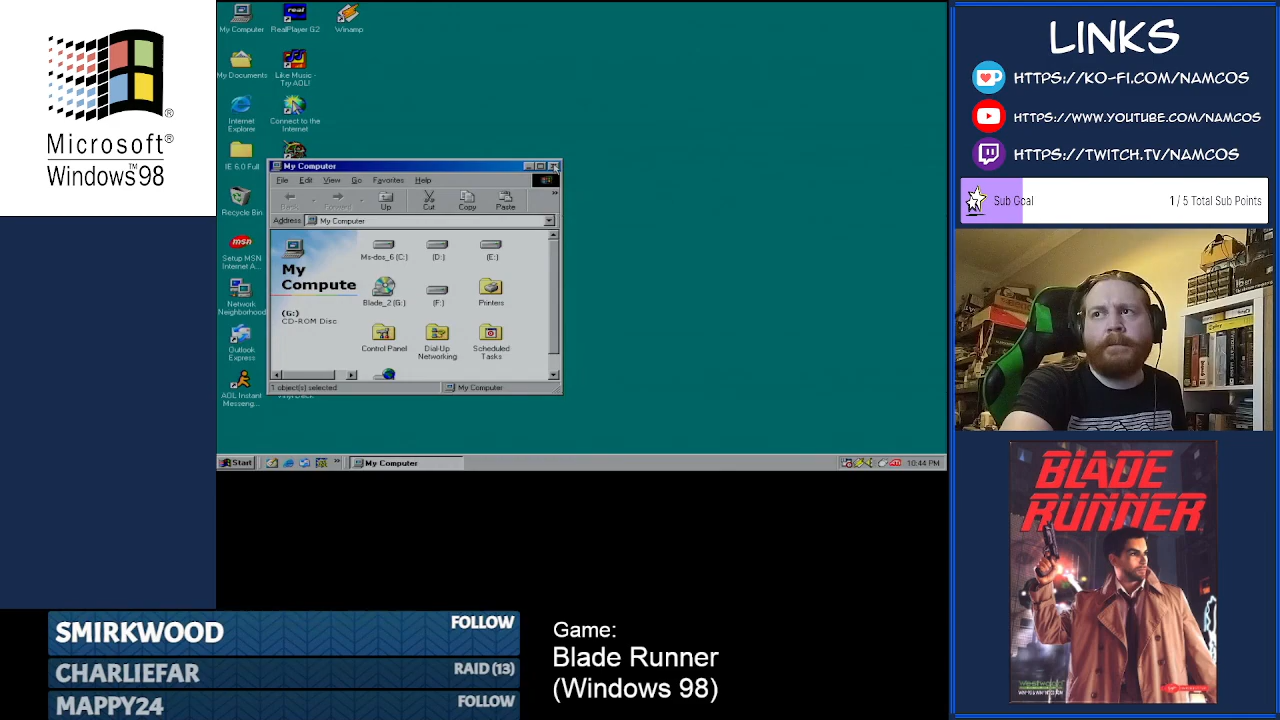 Microsoft®
Windows™98
My Computer
RealPlayer G2
Winamp
My Documents
Like Music -
Try AOL!
Internet
Explorer
Connect to the
Internet
IE 6.0 Full
Recycle Bin
msn
Setup MSN
Internet A...
Network
Neighborhood
Outlook
Express
AOL Instant
Messeng...
My Computer
File Edit View Go Favorites Help
Back Forward Up Cut Copy Paste »
Address My Computer
My
Compute
(G:)
CD-ROM Disc
Ms-dos_6 (C:)
(D:)
(E:)
Blade_2 (G:)
(F:)
Printers
Control Panel
Dial-Up
Networking
Scheduled
Tasks
1 object(s) selected
My Computer
Start
»
My Computer
10:44 PM
LINKS
HTTPS://KO-FI.COM/NAMCOS
HTTPS://WWW.YOUTUBE.COM/NAMCOS
HTTPS://TWITCH.TV/NAMCOS
Sub Goal
1 / 5 Total Sub Points
BLADE
RUNNER
Westwood
SMIRKWOOD FOLLOW
CHARLIEFAR RAID (13)
MAPPY24 FOLLOW
Game:
Blade Runner
(Windows 98)